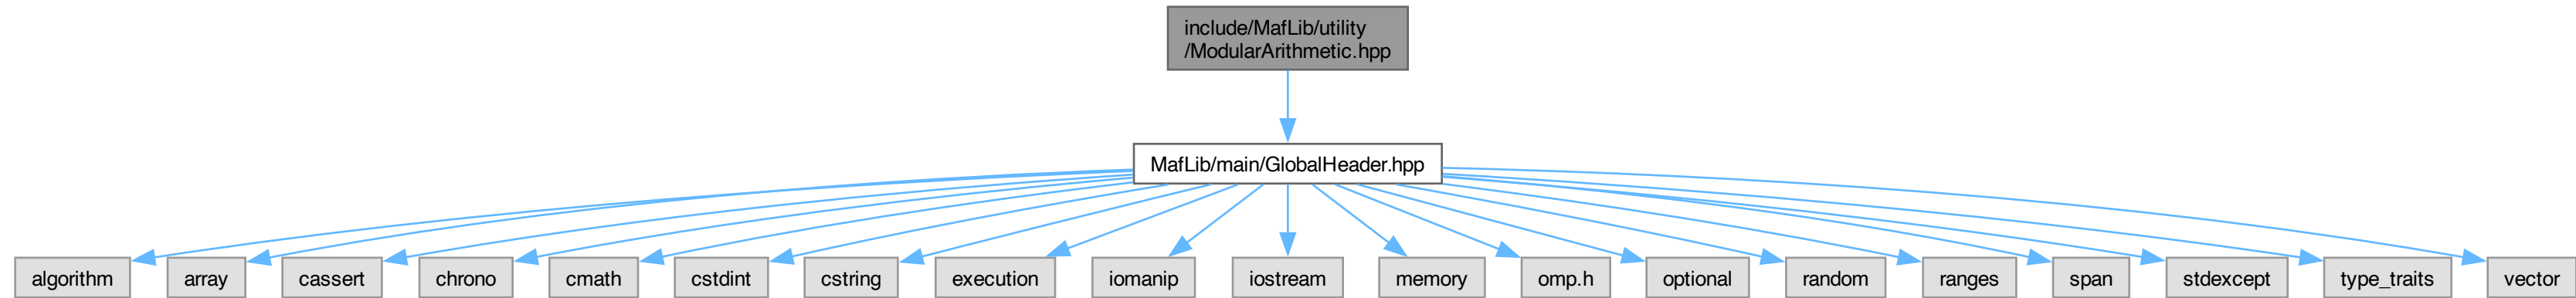 include/MafLib/utility
/ModularArithmetic.hpp
MafLib/main/GlobalHeader.hpp
algorithm
array
cassert
chrono
cmath
cstdint
cstring
execution
iomanip
iostream
memory
omp.h
optional
random
ranges
span
stdexcept
type_traits
vector